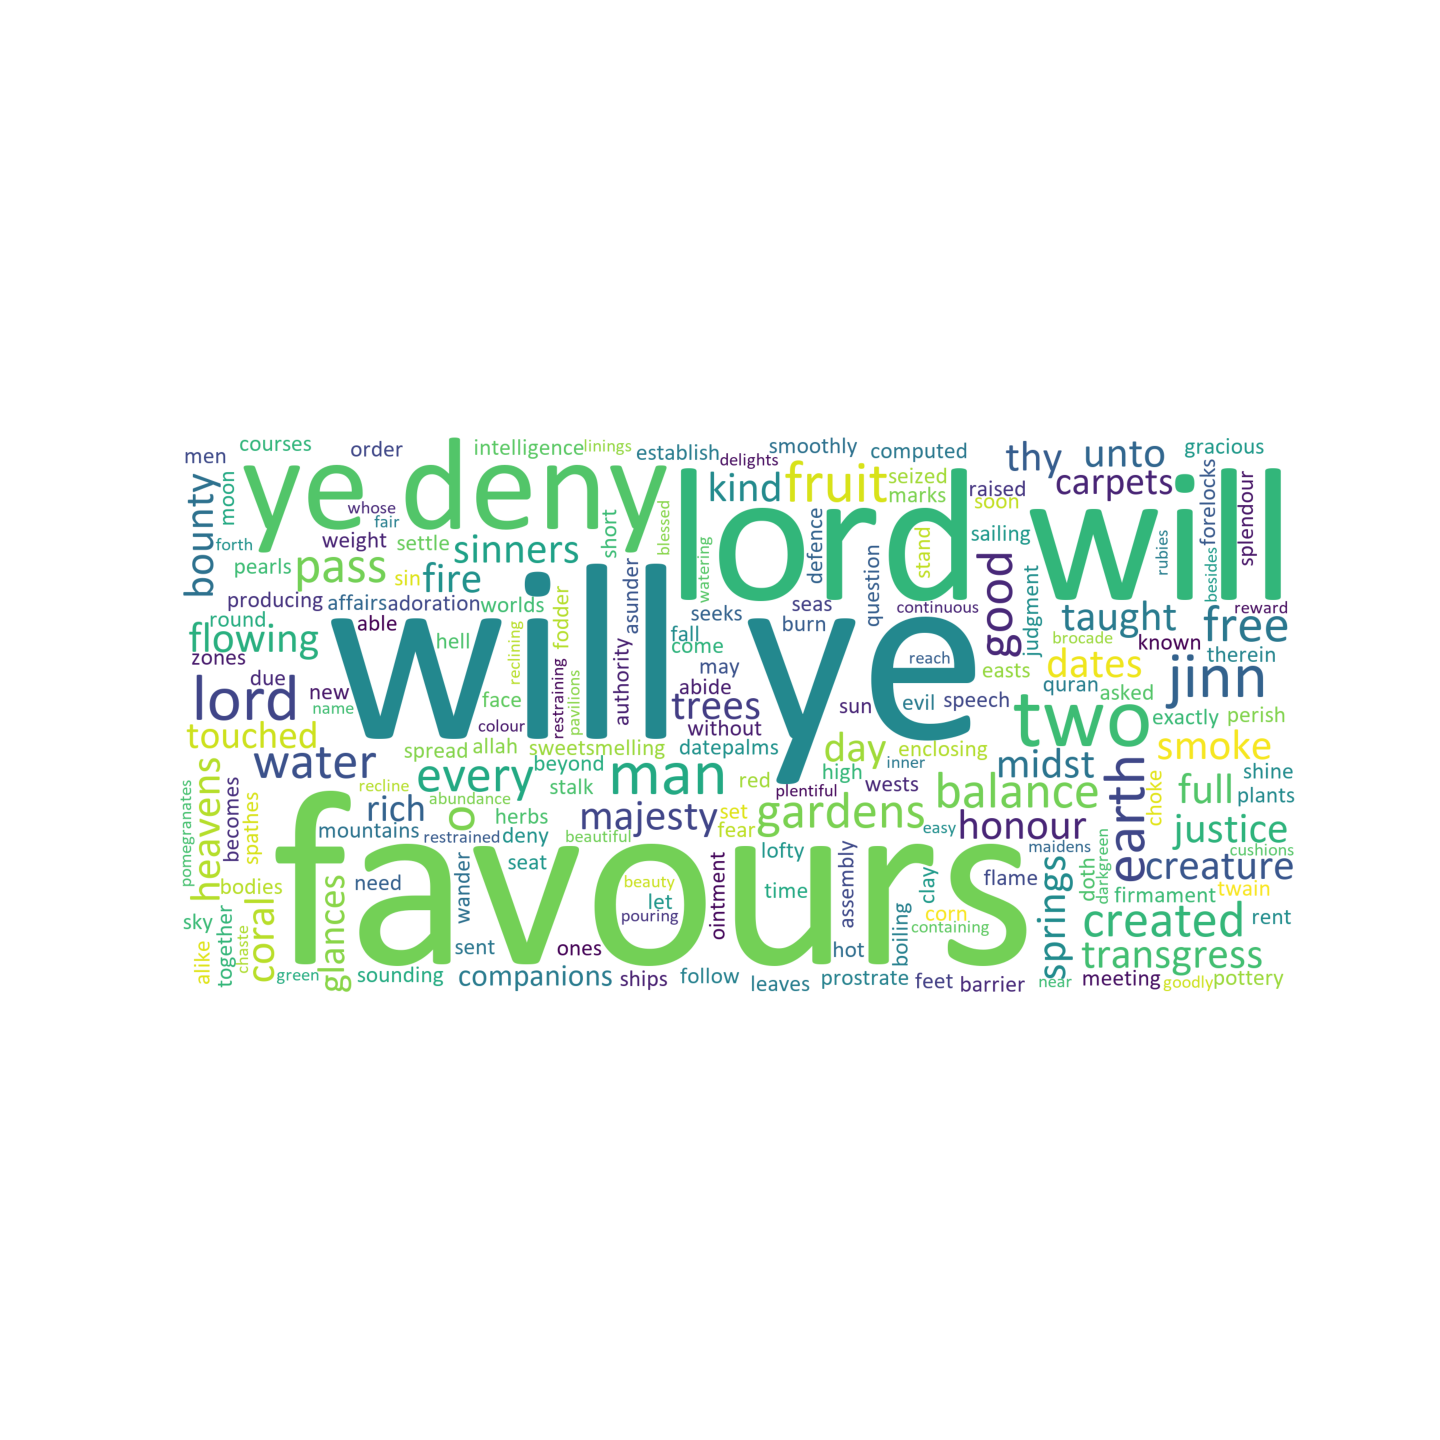 courses
order
intelligence
linings
establish
smoothly
computed
gracious
men
ye deny
delights
thy
unto
moon
whose
fair
kind
fruit
seized
marks
lord will
raised
soon
carpets
forelocks
splendour
bounty
forth
weight
settle
sinners
short
blessed
watering
defence
question
stand
sailing
rubies
besides
pearls
pass
sin
fire
asunder
good
judgment
producing
affairs
adoration
worlds
will ye
seeks
seas
burn
continuous
taught
free
reward
round
able
flowing
hell
reclining
fodder
fall
come
reach
brocade
known
therein
zones
due
restraining
pavilions
authority
may
abide
easts
dates
jinn
lord
new
name
face
colour
trees
without
sun
evil
speech
quran
asked
two
exactly
perish
touched
spread
allah
sweetsmelling
datepalms
day
enclosing
smoke
water
beyond
every
stalk
man
red
high
inner
midst
shine
heavens
becomes
recline
plentiful
wests
balance
earth
choke
full
plants
pomegranates
spathes
rich
abundance
o
herbs
majesty
set
fear
gardens
easy
honour
justice
mountains
restrained
deny
beautiful
maidens
darkgreen
doth
cushions
favours
seat
lofty
assembly
creature
bodies
need
wander
beauty
let
pouring
ointment
time
clay
flame
springs
firmament
twain
sky
coral
glances
corn
containing
created
rent
alike
together
chaste
sent
ones
hot
boiling
transgress
green
sounding
companions
ships
follow
leaves
prostrate
feet
barrier
near
meeting
goodly
pottery